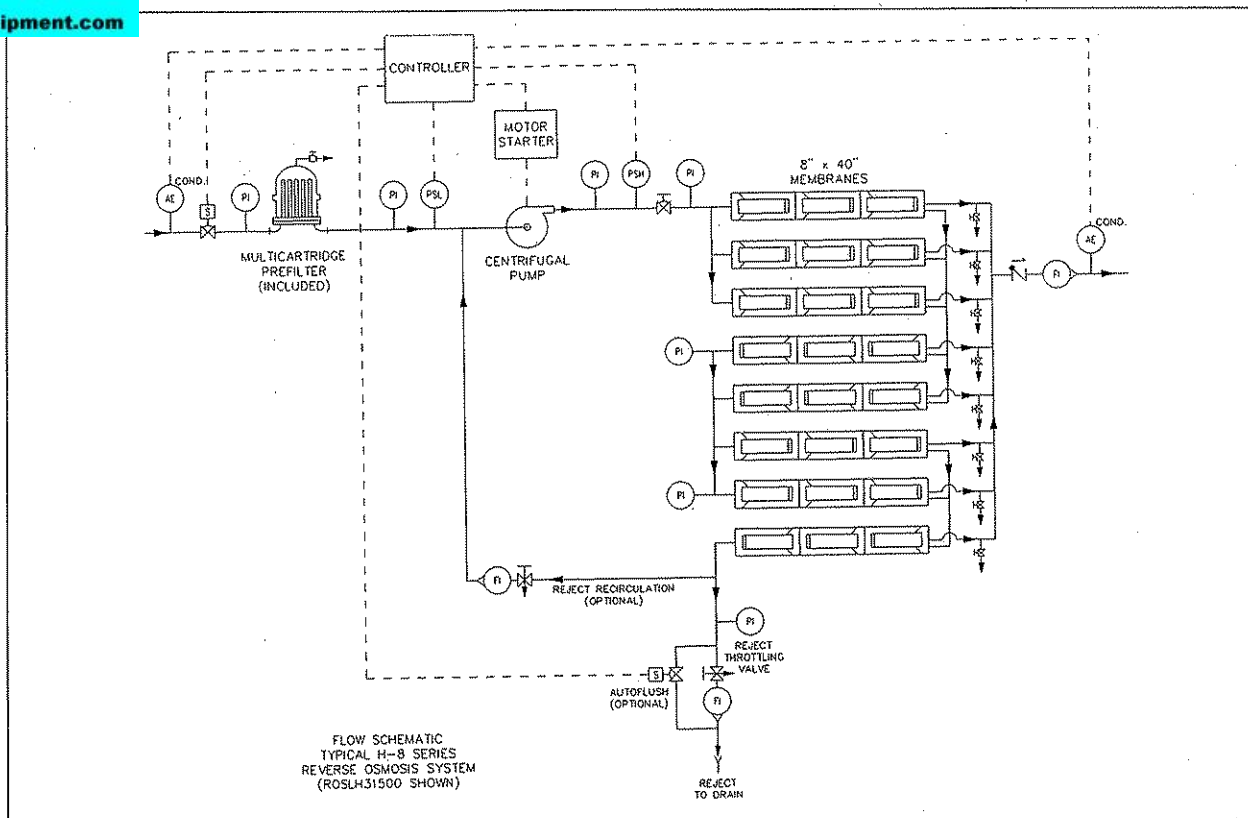 ipment.com
CONTROLLER
MOTOR
STARTER
COND.
AE
S
PI
MULTICARTRIDGE
PREFILTER
(INCLUDED)
PI
PSL
CENTRIFUGAL
PUMP
PI
PSH
PI
8" x 40"
MEMBRANES
COND.
AE
FI
PI
PI
FI
REJECT RECIRCULATION
(OPTIONAL)
PI
REJECT
THROTTLING
VALVE
S
AUTOFLUSH
(OPTIONAL)
FI
REJECT
TO DRAIN
FLOW SCHEMATIC
TYPICAL H-8 SERIES
REVERSE OSMOSIS SYSTEM
(ROSLH31500 SHOWN)